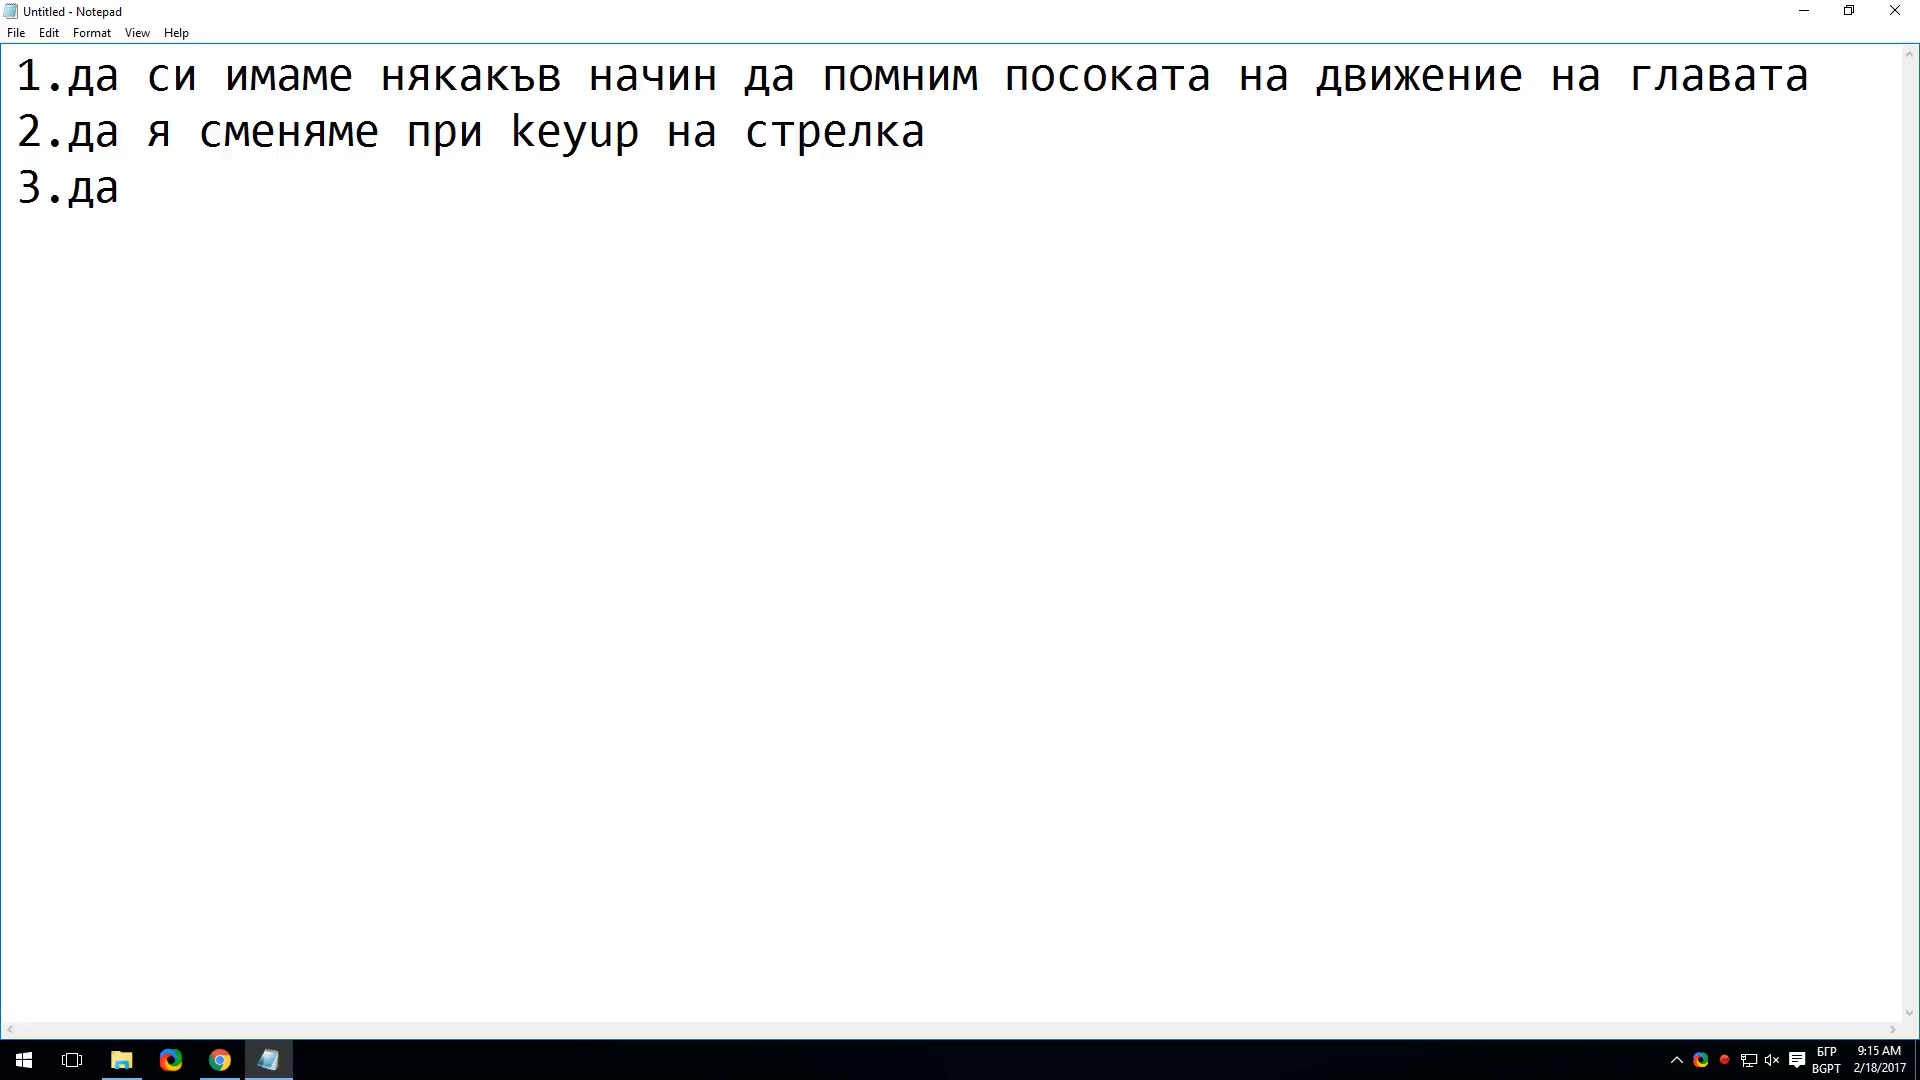 Untitled - Notepad
File Edit Format View Help
1.да си имаме някакъв начин да помним посоката на движение на главата
2.да я сменяме при keyup на стрелка
3.да
БГР 9:15 AM
BGPT 2/18/2017